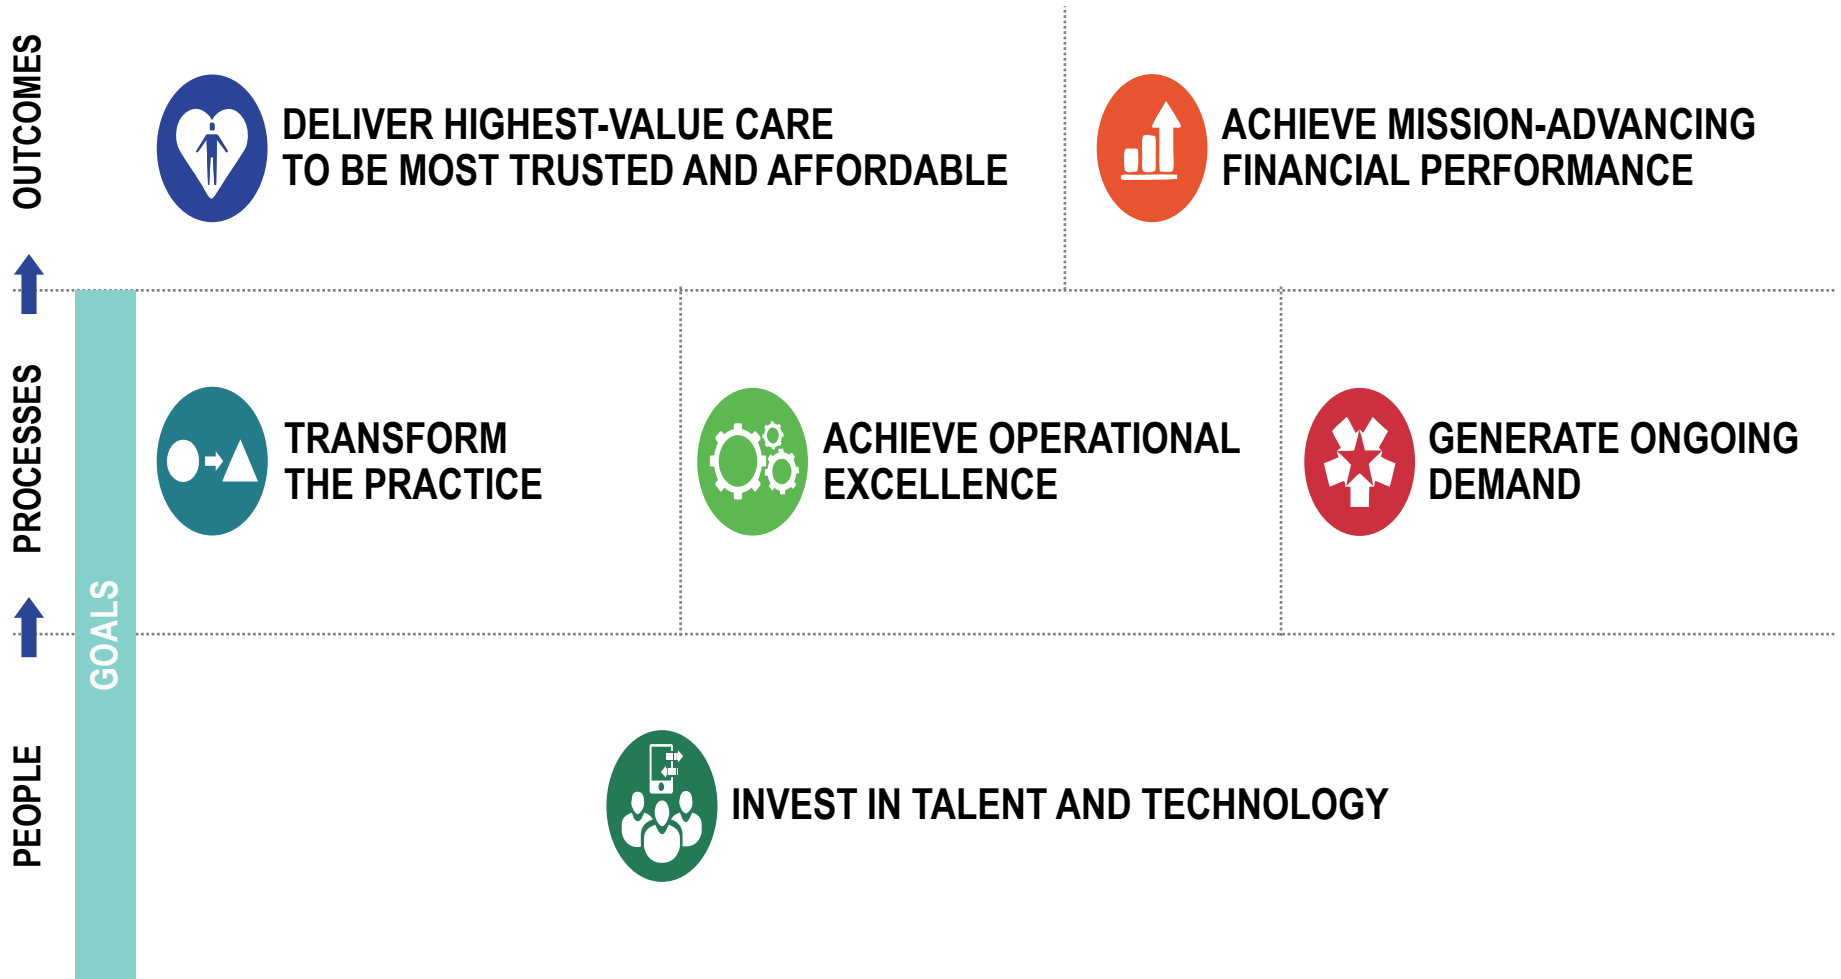 OUTCOMES
DELIVER HIGHEST-VALUE CARE
TO BE MOST TRUSTED AND AFFORDABLE
ACHIEVE MISSION-ADVANCING
FINANCIAL PERFORMANCE
PROCESSES
TRANSFORM
THE PRACTICE
ACHIEVE OPERATIONAL
EXCELLENCE
GENERATE ONGOING
DEMAND
GOALS
PEOPLE
INVEST IN TALENT AND TECHNOLOGY